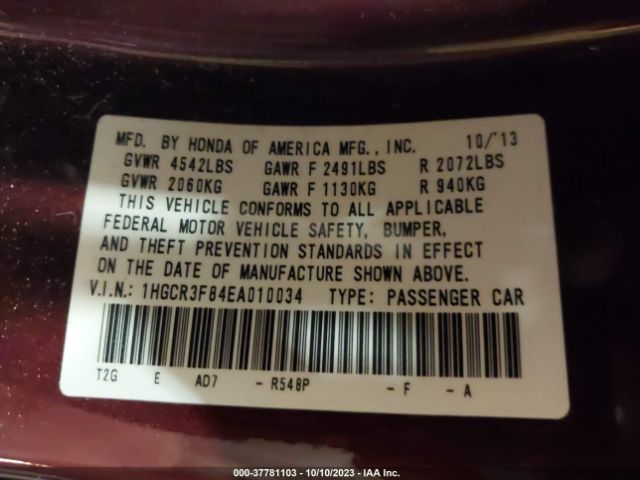 MFD. BY HONDA OF AMERICA MFG., INC. 10/'13
GVWR 4542LBS GAWR F 2491LBS R 2072LBS
GVWR 2060KG GAWR F 1130KG R 940KG
THIS VEHICLE CONFORMS TO ALL APPLICABLE
FEDERAL MOTOR VEHICLE SAFETY, BUMPER,
AND THEFT PREVENTION STANDARDS IN EFFECT
ON THE DATE OF MANUFACTURE SHOWN ABOVE.
V.I.N.: 1HGCR3F84EA010034 TYPE: PASSENGER CAR
T2G E AD7 - R548P - F - A
000-37781103 - 10/10/2023 - IAA Inc.